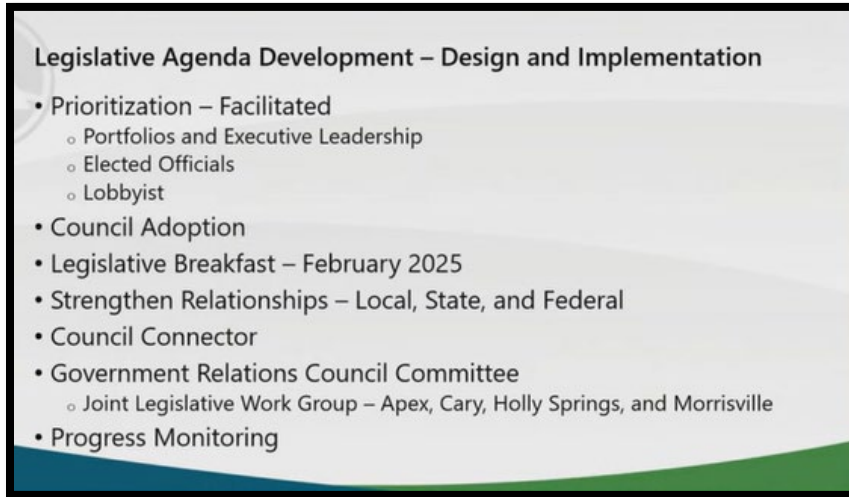 Legislative Agenda Development – Design and Implementation
• Prioritization – Facilitated
o Portfolios and Executive Leadership
o Elected Officials
o Lobbyist
• Council Adoption
• Legislative Breakfast – February 2025
• Strengthen Relationships – Local, State, and Federal
• Council Connector
• Government Relations Council Committee
o Joint Legislative Work Group – Apex, Cary, Holly Springs, and Morrisville
• Progress Monitoring